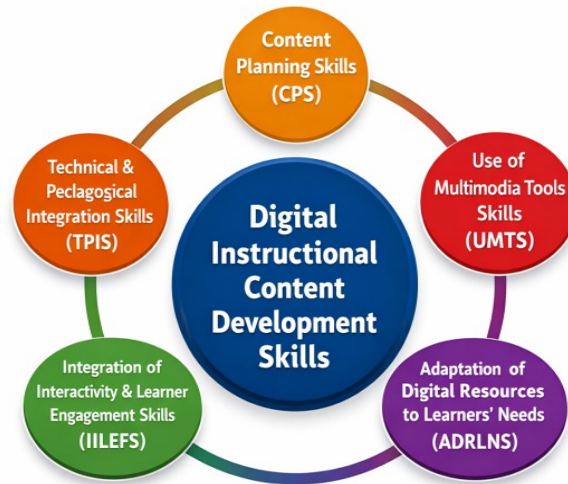 Content
Planning Skills
(CPS)
Technical &
Peclagogical
Integration Skills
(TPIS)
Use of
Multimodia Tools
Skills
(UMTS)
Digital
Instructional
Content
Development
Skills
Integration of
Interactivity & Learner
Engagement Skills
(IILEFS)
Adaptation of
Digital Resources
to Learners' Needs
(ADRLNS)